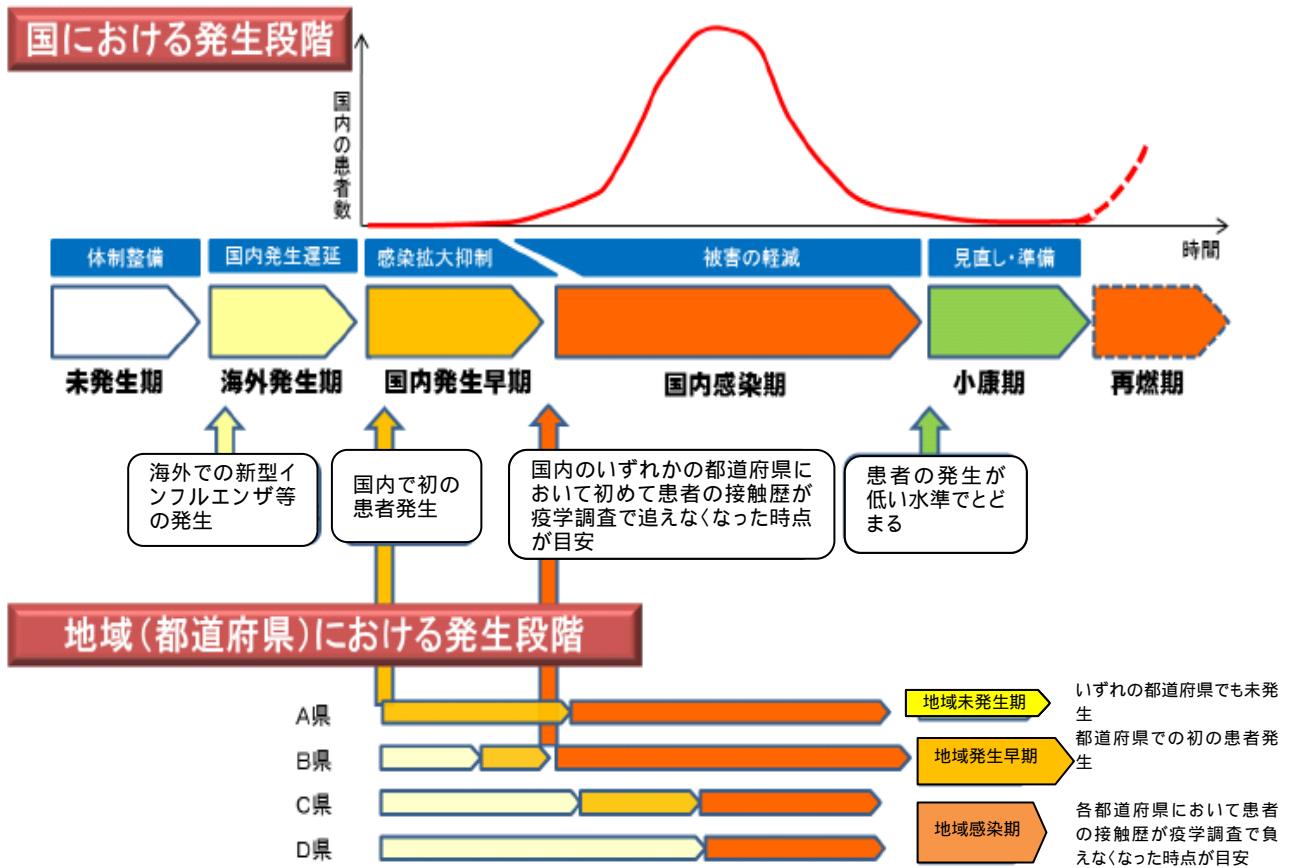 国における発生段階
国内の患者数
時間
体制整備
国内発生遅延
感染拡大抑制
被害の軽減
見直し・準備
未発生期
海外発生期
国内発生早期
国内感染期
小康期
再燃期
海外での新型イ
ンフルエンザ等
の発生
国内で初の
患者発生
国内のいずれかの都道府県に
おいて初めて患者の接触歴が
疫学調査で追えなくなった時点
が目安
患者の発生が
低い水準でとど
まる
地域(都道府県)における発生段階
A県
B県
C県
D県
地域未発生期
いずれの都道府県でも未発
生
地域発生早期
都道府県での初の患者発
生
地域感染期
各都道府県において患者
の接触歴が疫学調査で負
えなくなった時点が目安